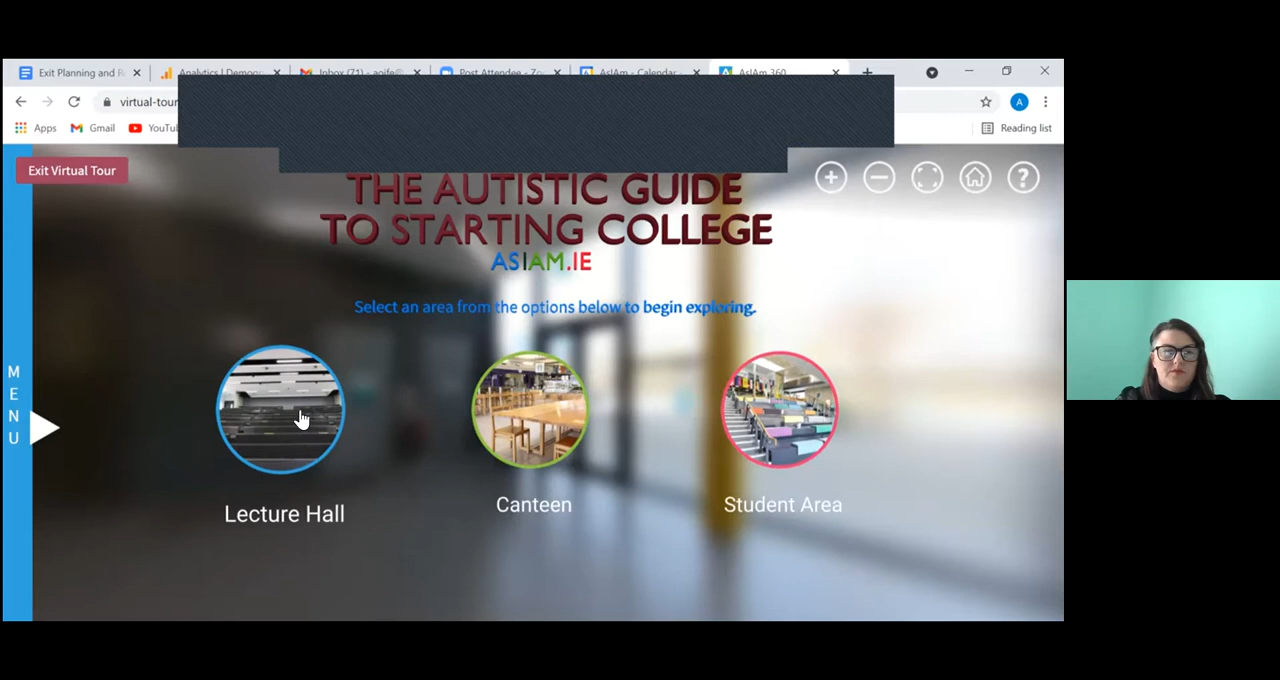 Exit Planning and R
Analytics | Demog
Inbox (71) - aoife@
Post Attendee - Zo
AsIAm - Calendar -
AsIAm 360
virtual-tour
A
Apps
Gmail
YouTu
Reading list
Exit Virtual Tour
THE AUTISTIC GUIDE
TO STARTING COLLEGE
ASIAM.IE
Select an area from the options below to begin exploring.
MENU
Lecture Hall
Canteen
Student Area